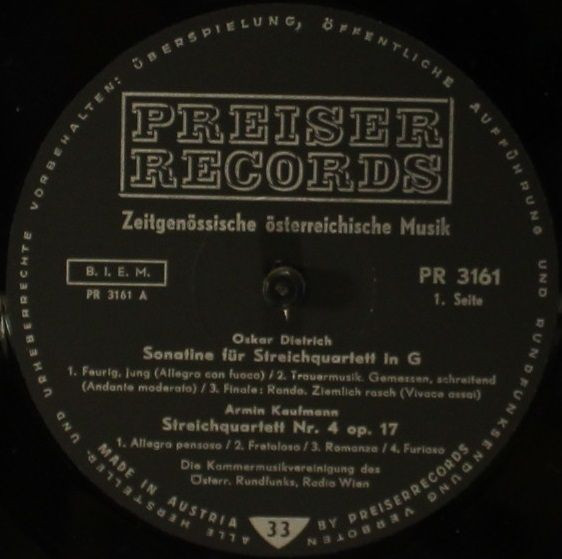 ALLE HERSTELLER- UND URHEBERRECHTE VORBEHALTEN: ÜBERSPIELUNG, ÖFFENTLICHE AUFFÜHRUNG UND RUNDFUNKSENDUNG VERBOTEN
PREISER
RECORDS
Zeitgenössische österreichische Musik
B. I. E. M.
PR 3161 A
PR 3161
1. Seite
Oskar Dietrich
Sonatine für Streichquartett in G
1. Feurig, jung (Allegro con fuoco) / 2. Trauermusik. Gemessen, schreitend
(Andante moderato) / 3. Finale: Rondo. Ziemlich rasch (Vivace assai)
Armin Kaufmann
Streichquartett Nr. 4 op. 17
1. Allegro pensoso / 2. Fretoloso / 3. Romanza / 4. Furioso
Die Kammermusikvereinigung des
Österr. Rundfunks, Radio Wien
MADE IN AUSTRIA
33
BY PREISERRECORDS